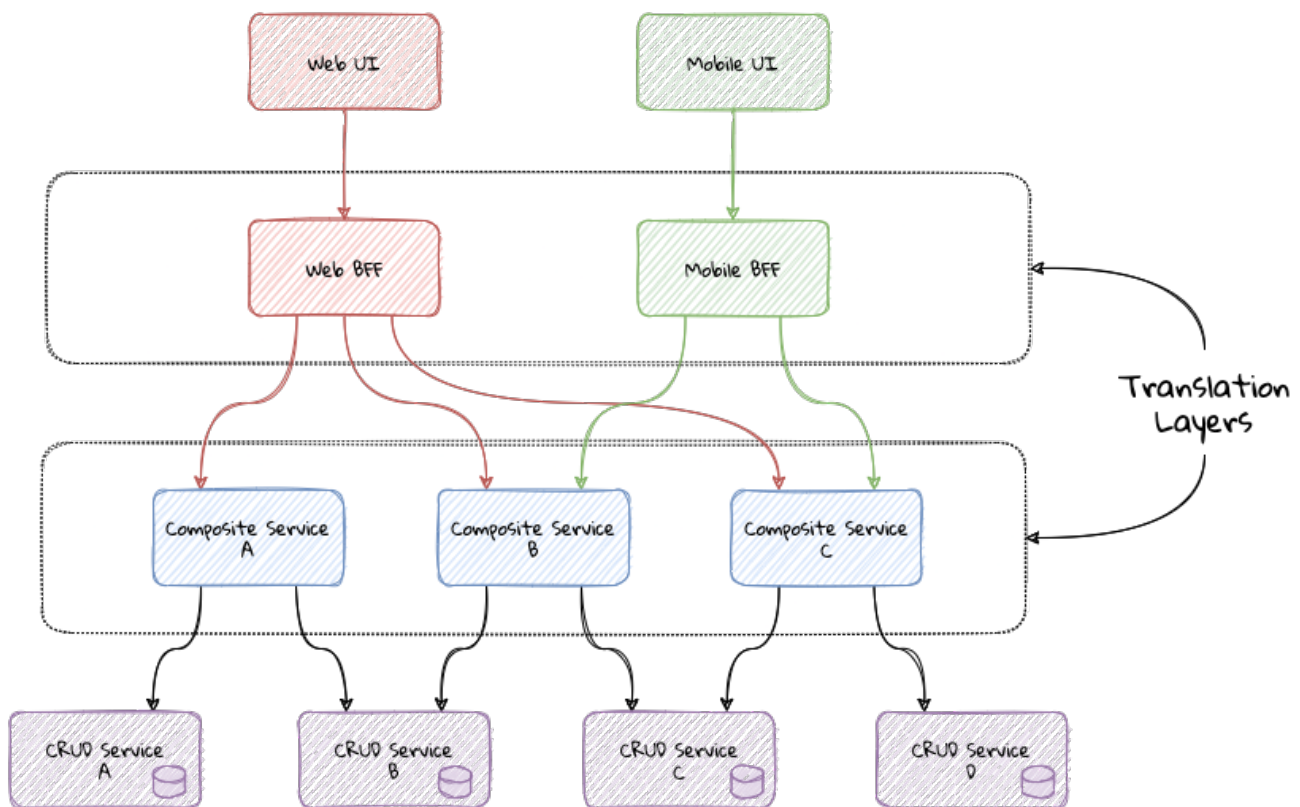 Web UI
Mobile UI
Web BFF
Mobile BFF
Translation
Layers
Composite Service
A
Composite Service
B
Composite Service
C
CRUD Service
A
CRUD Service
B
CRUD Service
C
CRUD Service
D